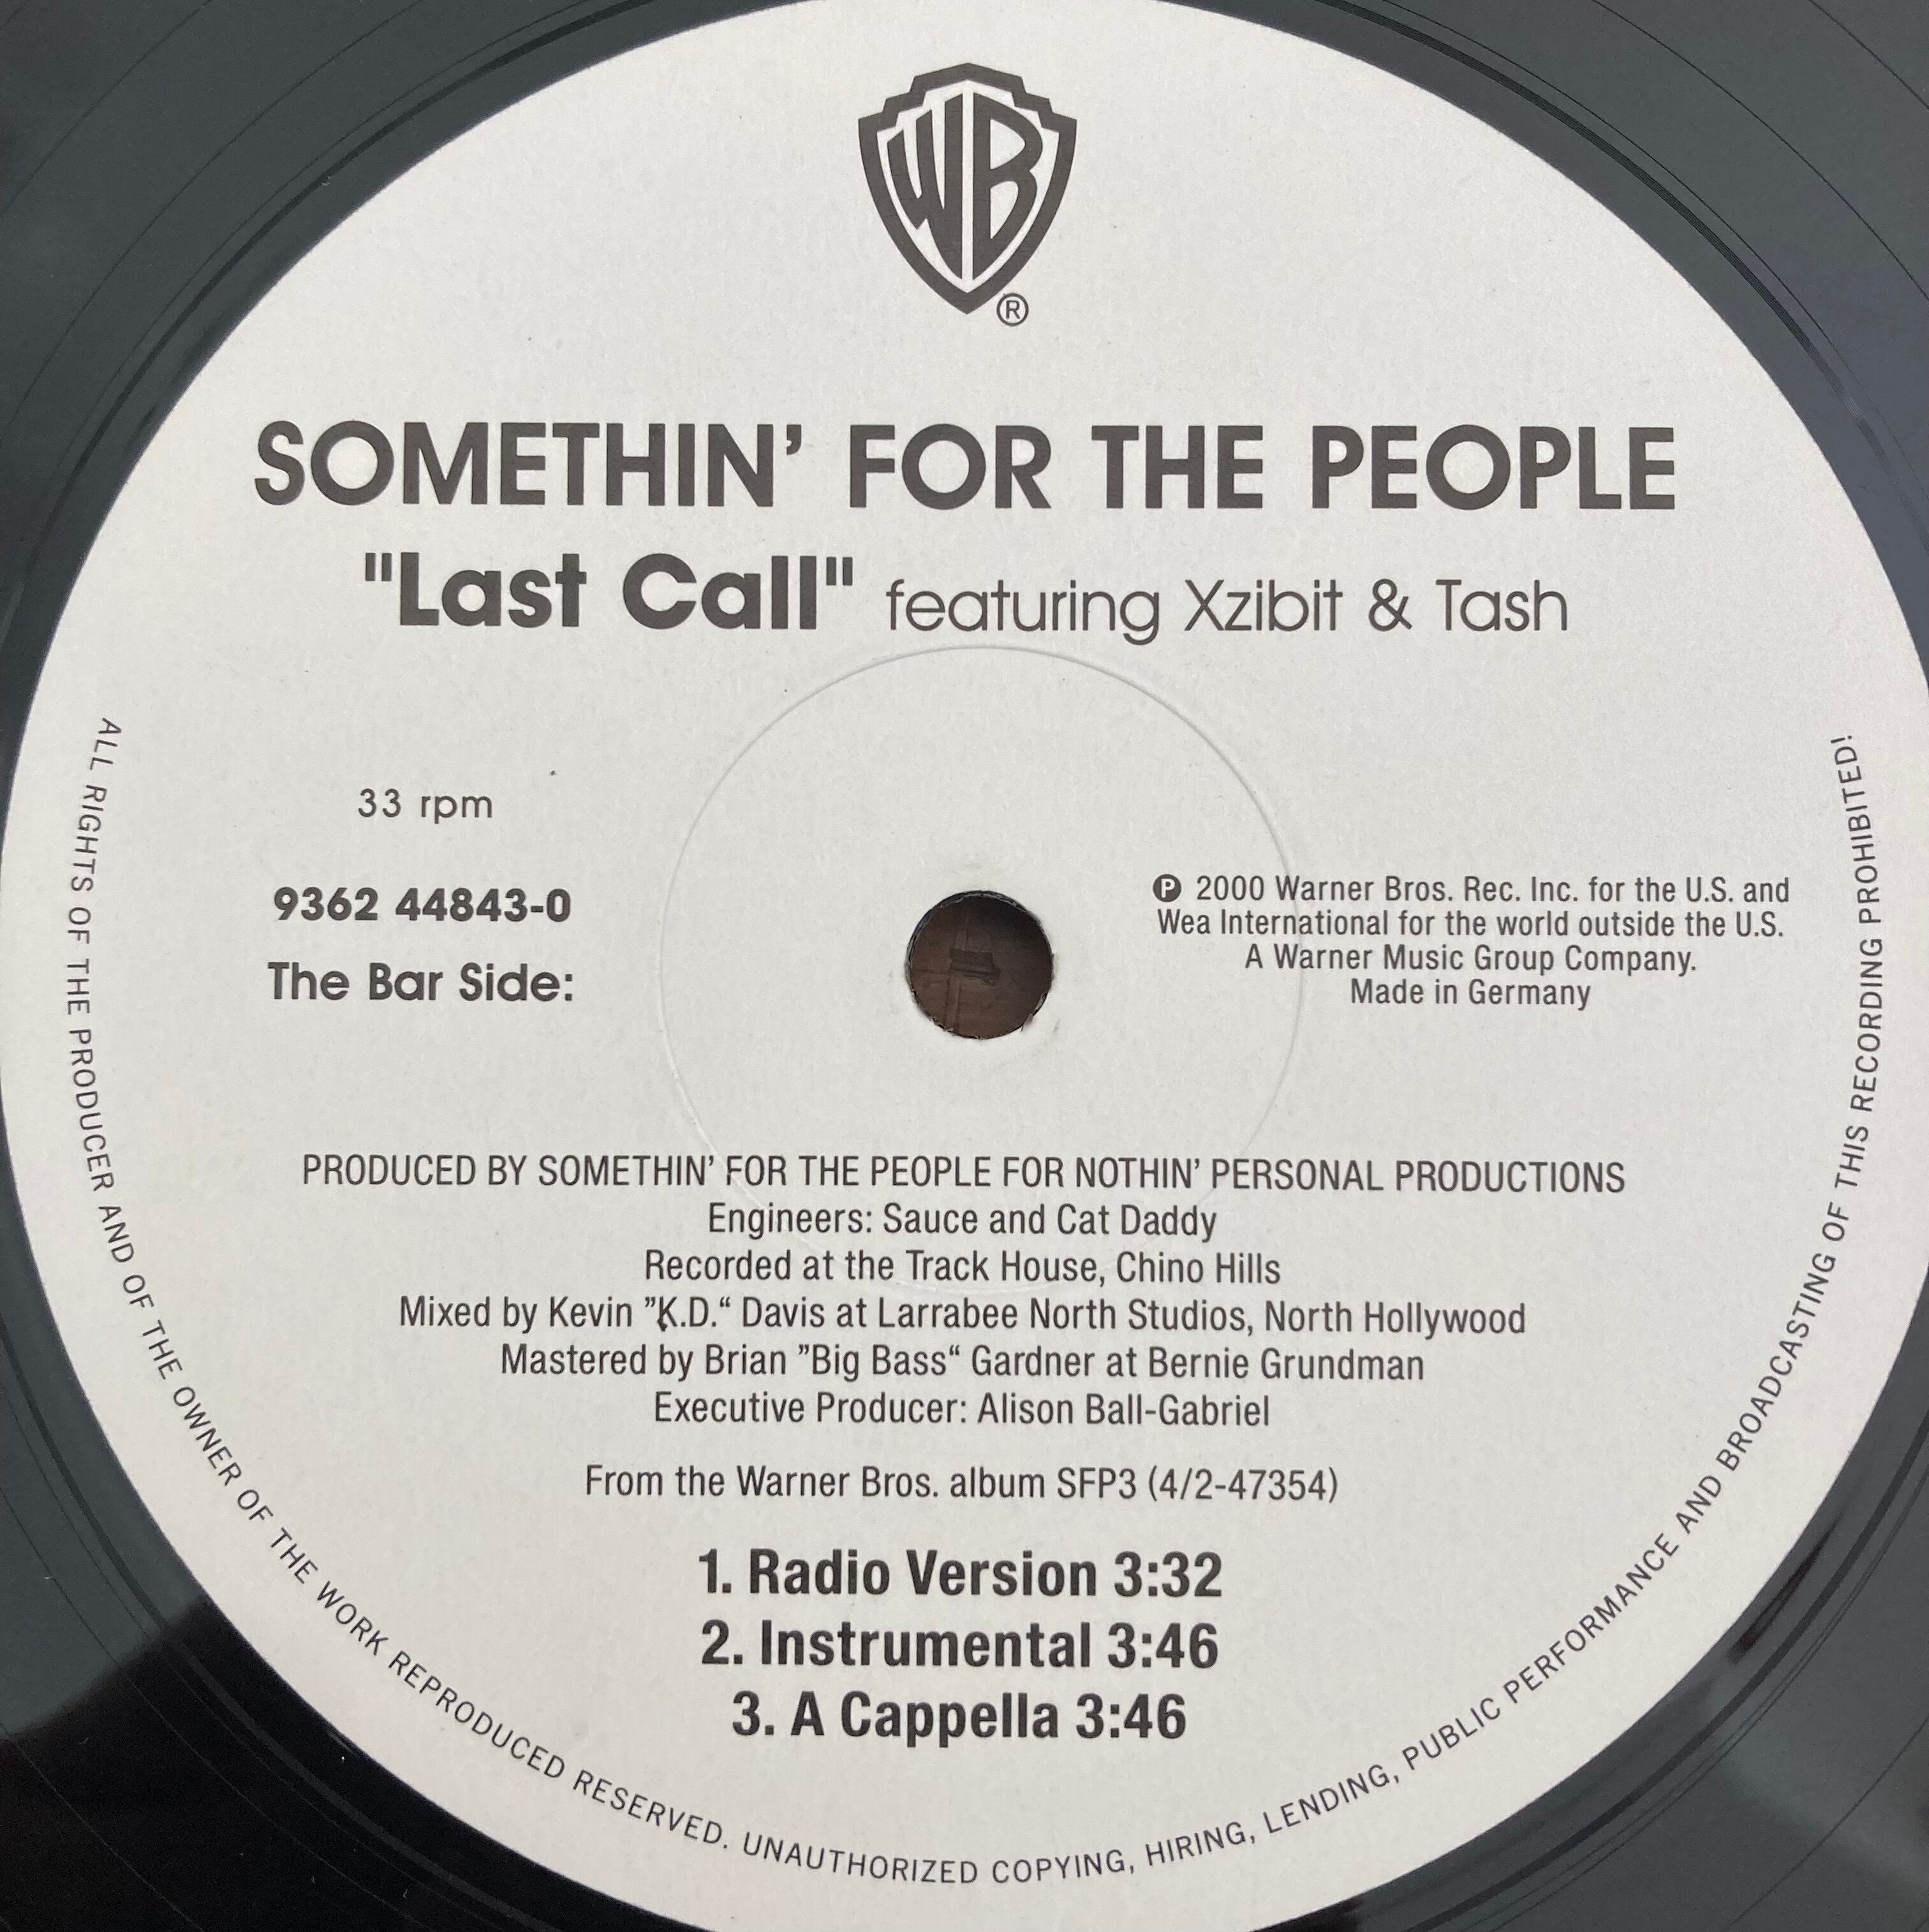 WB
®
SOMETHIN’ FOR THE PEOPLE
"Last Call" featuring Xzibit & Tash
33 rpm
9362 44843-0
The Bar Side:
℗ 2000 Warner Bros. Rec. Inc. for the U.S. and
Wea International for the world outside the U.S.
A Warner Music Group Company.
Made in Germany
PRODUCED BY SOMETHIN’ FOR THE PEOPLE FOR NOTHIN’ PERSONAL PRODUCTIONS
Engineers: Sauce and Cat Daddy
Recorded at the Track House, Chino Hills
Mixed by Kevin ”K.D.“ Davis at Larrabee North Studios, North Hollywood
Mastered by Brian ”Big Bass“ Gardner at Bernie Grundman
Executive Producer: Alison Ball-Gabriel
From the Warner Bros. album SFP3 (4/2-47354)
1. Radio Version 3:32
2. Instrumental 3:46
3. A Cappella 3:46
ALL RIGHTS OF THE PRODUCER AND OF THE OWNER OF THE WORK REPRODUCED RESERVED. UNAUTHORIZED COPYING, HIRING, LENDING, PUBLIC PERFORMANCE AND BROADCASTING OF THIS RECORDING PROHIBITED!